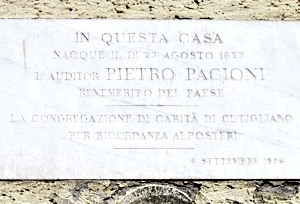 IN QUESTA CASA
NACQUE IL DÌ 23 AGOSTO 1827
L'AUDITOR PIETRO PACIONI
BENEMERITO DEL PAESE
LA CONGREGAZIONE DI CARITÀ DI CUTIGLIANO
PER RICORDANZA AI POSTERI
6 SETTEMBRE